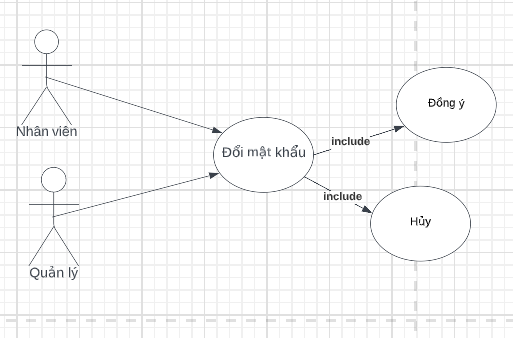 Nhân viên
Quản lý
Đổi mật khẩu
include
include
Đồng ý
Hủy